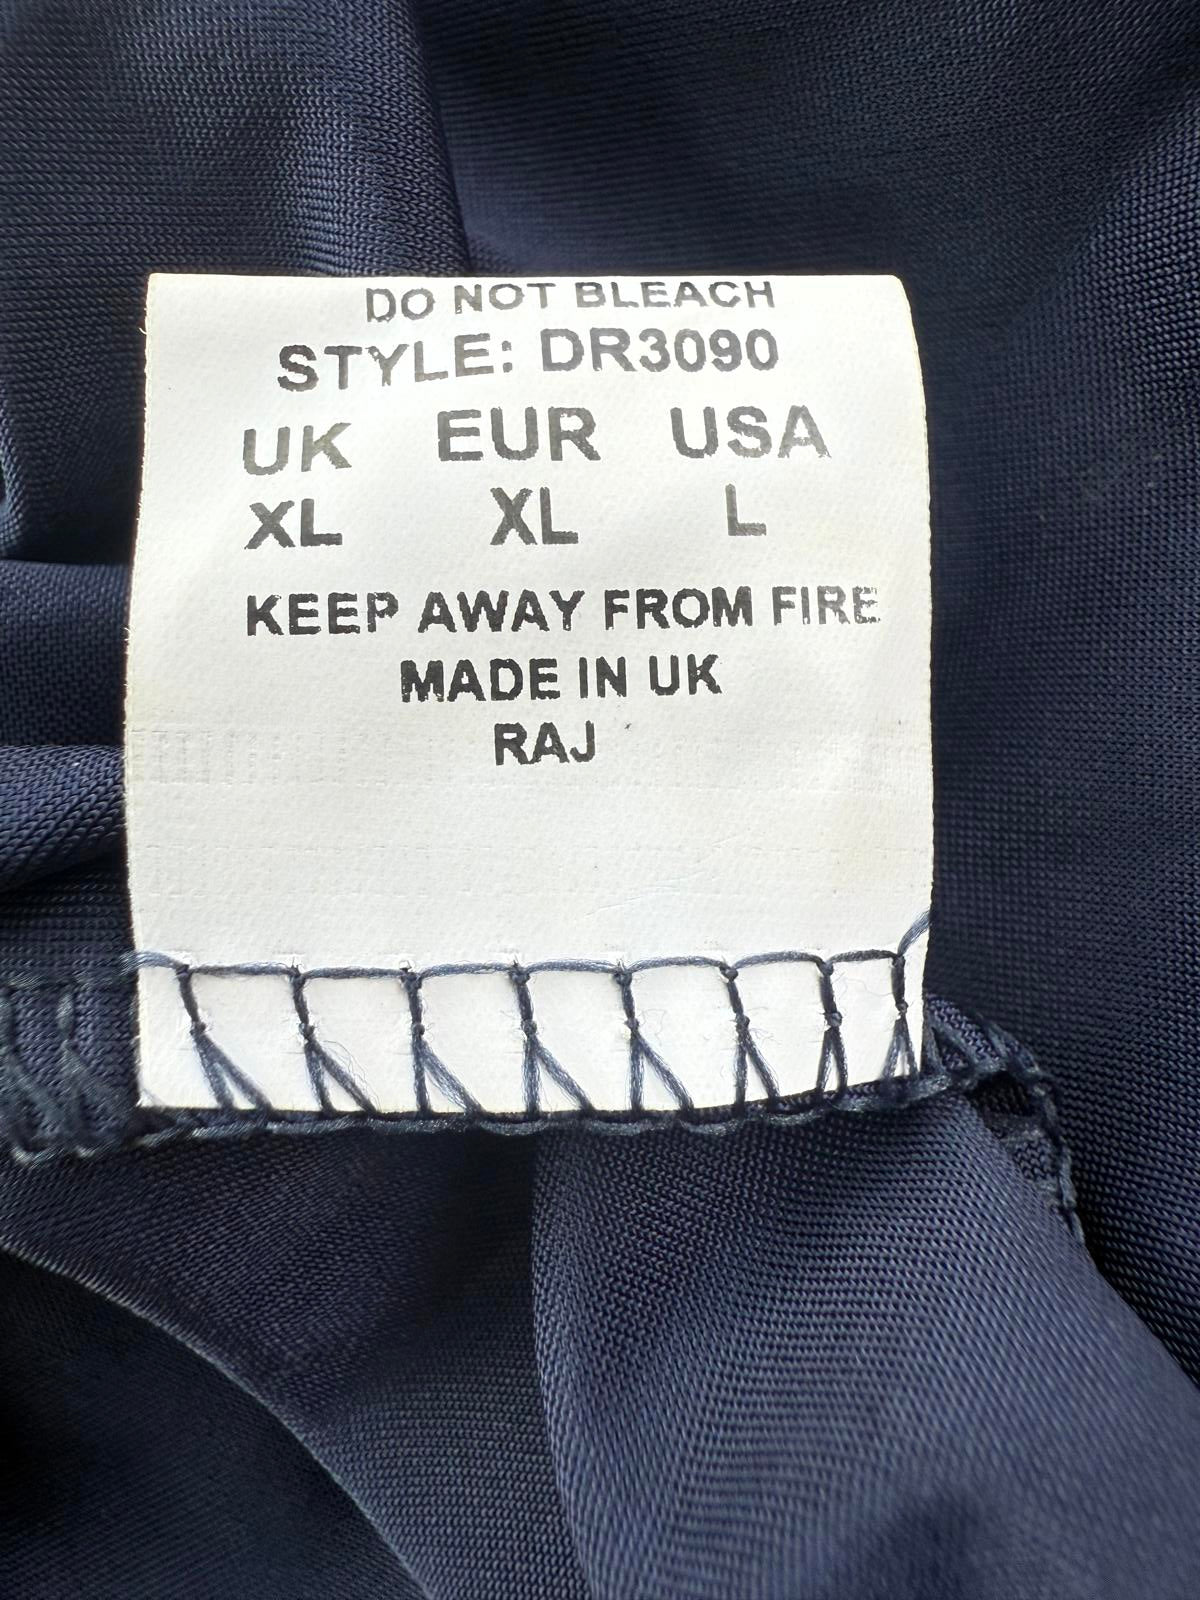 DO NOT BLEACH
STYLE: DR3090
UK EUR USA
XL XL L
KEEP AWAY FROM FIRE
MADE IN UK
RAJ